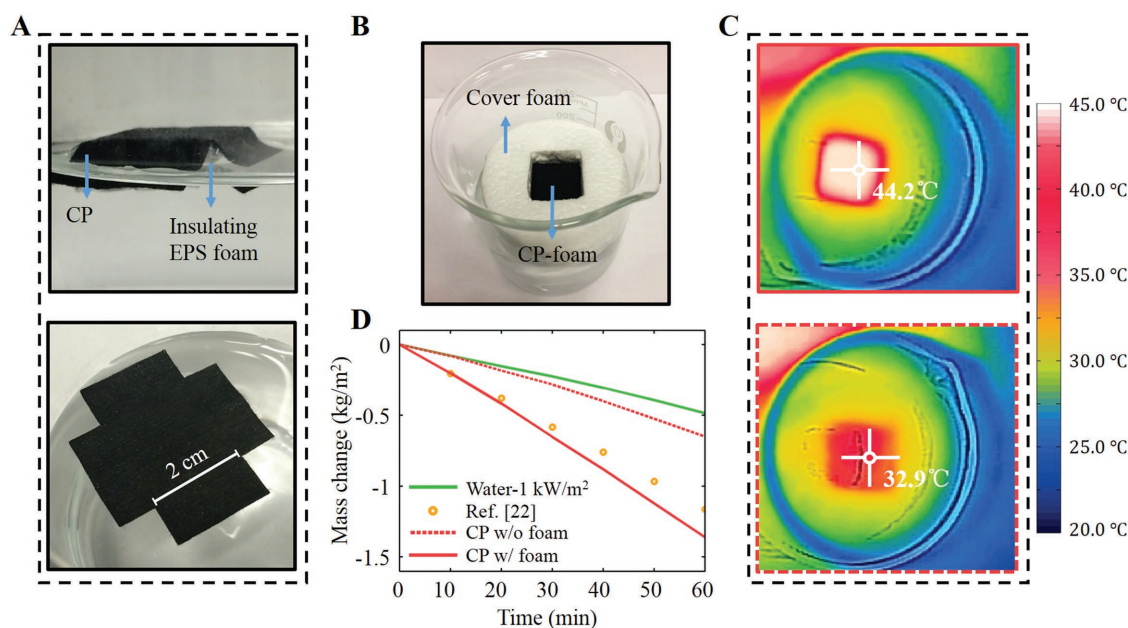 A
CP
Insulating
EPS foam
2 cm
B
Cover foam
CP-foam
C
44.2℃
32.9℃
45.0 ℃
40.0 ℃
35.0 ℃
30.0 ℃
25.0 ℃
20.0 ℃
D
Mass change (kg/m²)
0
-0.5
-1
-1.5
Water-1 kW/m²
Ref. [22]
CP w/o foam
CP w/ foam
0 10 20 30 40 50 60
Time (min)